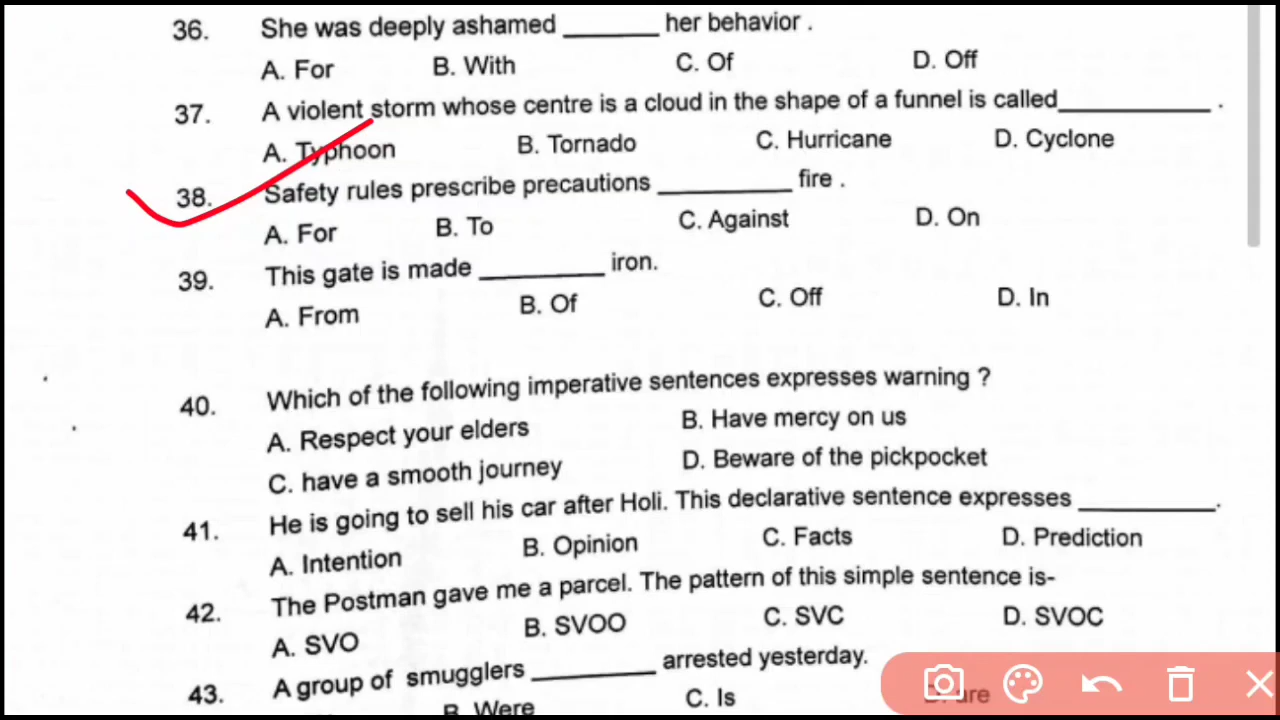 36. She was deeply ashamed ______ her behavior .
A. For B. With C. Of D. Off
37. A violent storm whose centre is a cloud in the shape of a funnel is called__________ .
A. Typhoon B. Tornado C. Hurricane D. Cyclone
38. Safety rules prescribe precautions _________ fire .
A. For B. To C. Against D. On
39. This gate is made ________ iron.
A. From B. Of C. Off D. In
40. Which of the following imperative sentences expresses warning ?
A. Respect your elders B. Have mercy on us
C. have a smooth journey D. Beware of the pickpocket
41. He is going to sell his car after Holi. This declarative sentence expresses _________.
A. Intention B. Opinion C. Facts D. Prediction
42. The Postman gave me a parcel. The pattern of this simple sentence is-
A. SVO B. SVOO C. SVC D. SVOC
43. A group of smugglers ________ arrested yesterday.
B. Were C. Is D. are